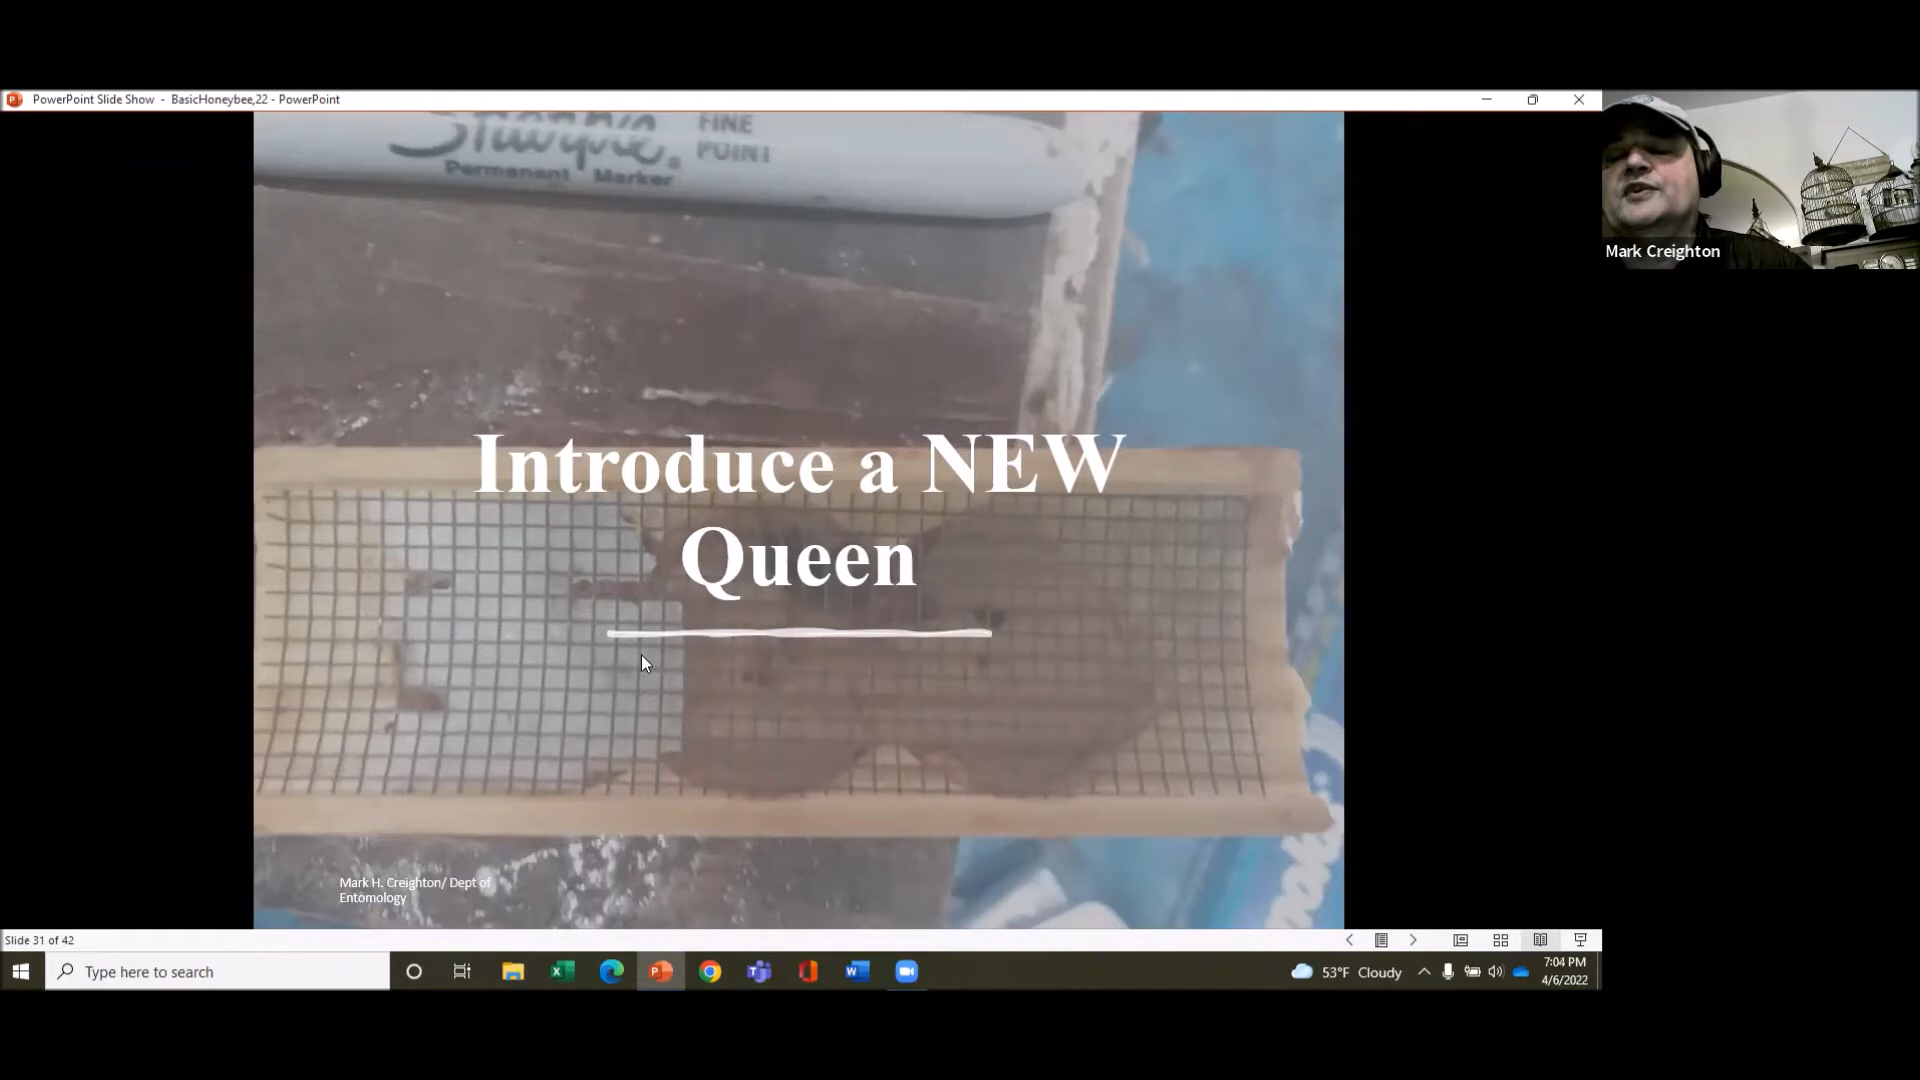 PowerPoint Slide Show - BasicHoneybee,22 - PowerPoint
Sharpie® FINE
POINT
Permanent Marker
Mark Creighton
Introduce a NEW
Queen
Mark H. Creighton/ Dept of
Entomology
Slide 31 of 42
Type here to search
53°F Cloudy
7:04 PM
4/6/2022